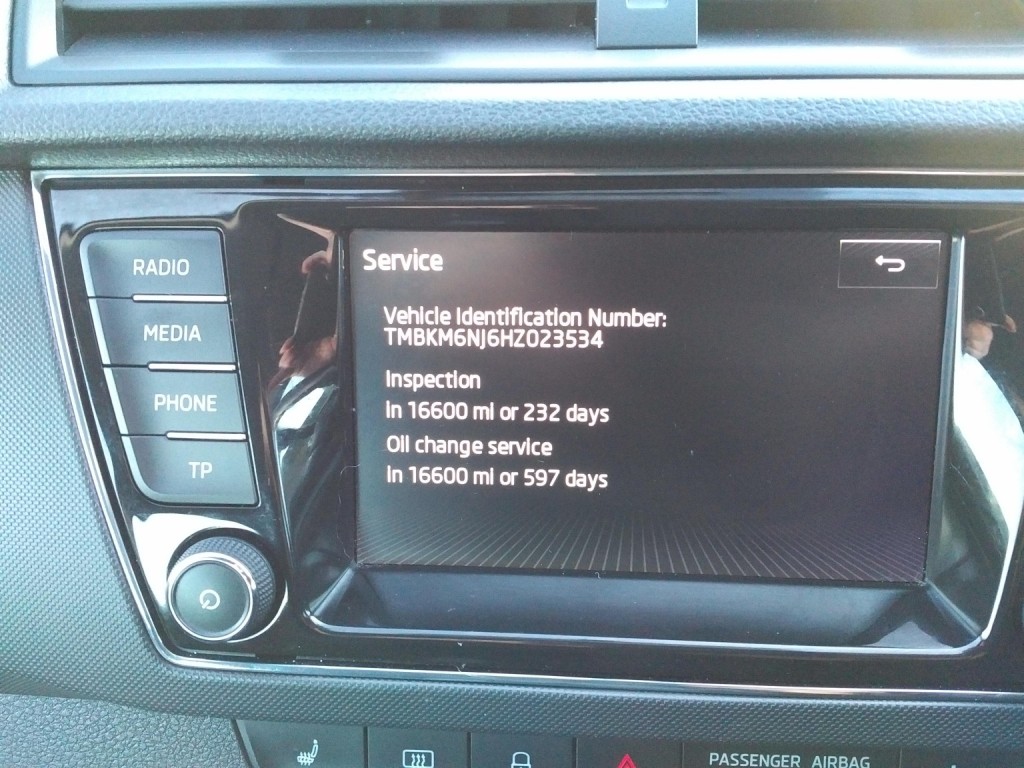 RADIO
MEDIA
PHONE
TP
Service
Vehicle Identification Number:
TMBKM6NJ6HZ023534
Inspection
In 16600 mi or 232 days
Oil change service
In 16600 mi or 597 days
PASSENGER AIRBAG